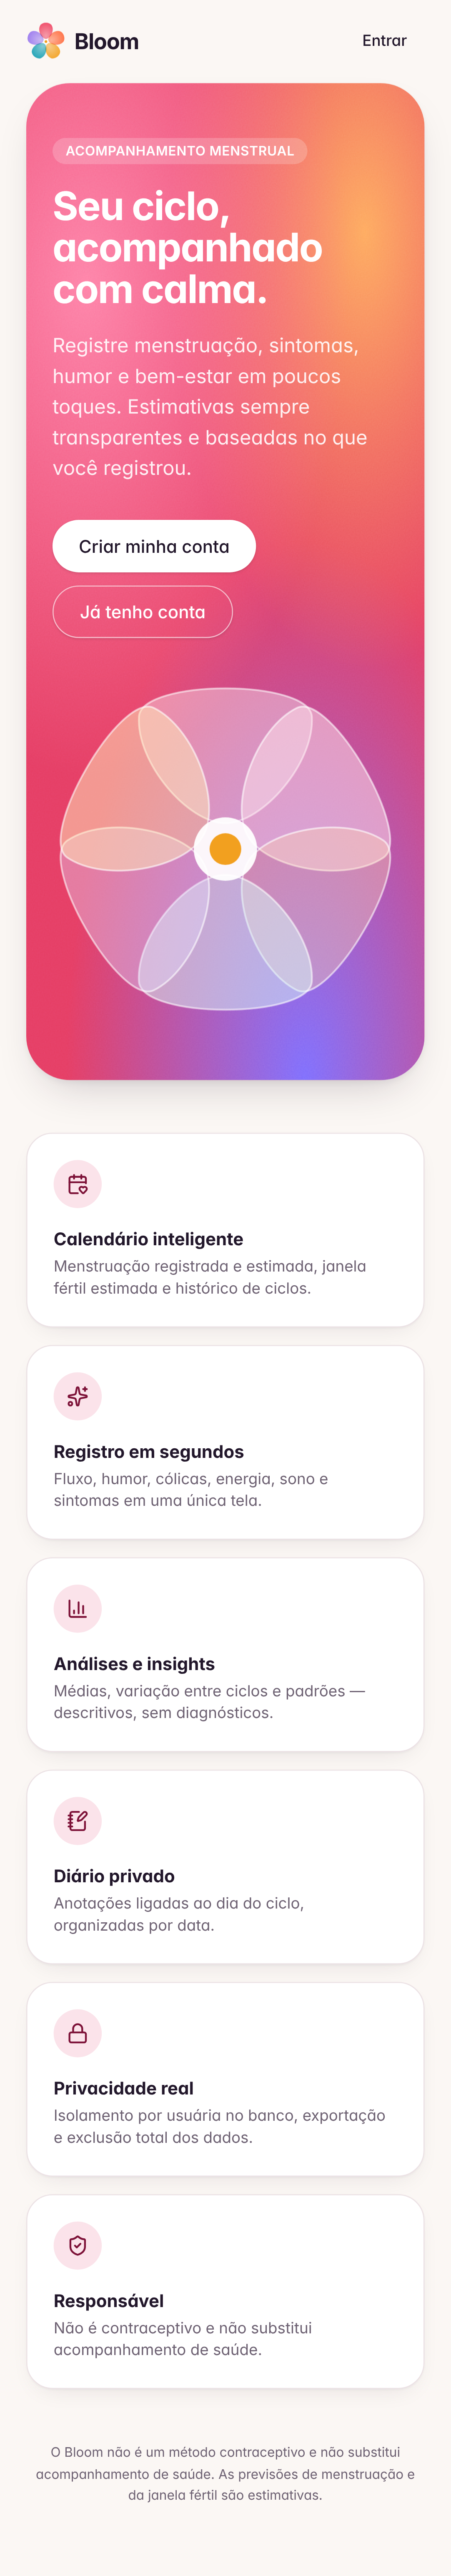 Bloom
Entrar
ACOMPANHAMENTO MENSTRUAL
Seu ciclo,
acompanhado
com calma.
Registre menstruação, sintomas,
humor e bem-estar em poucos
toques. Estimativas sempre
transparentes e baseadas no que
você registrou.
Criar minha conta
Já tenho conta
Calendário inteligente
Menstruação registrada e estimada, janela
fértil estimada e histórico de ciclos.
Registro em segundos
Fluxo, humor, cólicas, energia, sono e
sintomas em uma única tela.
Análises e insights
Médias, variação entre ciclos e padrões —
descritivos, sem diagnósticos.
Diário privado
Anotações ligadas ao dia do ciclo,
organizadas por data.
Privacidade real
Isolamento por usuária no banco, exportação
e exclusão total dos dados.
Responsável
Não é contraceptivo e não substitui
acompanhamento de saúde.
O Bloom não é um método contraceptivo e não substitui
acompanhamento de saúde. As previsões de menstruação e
da janela fértil são estimativas.